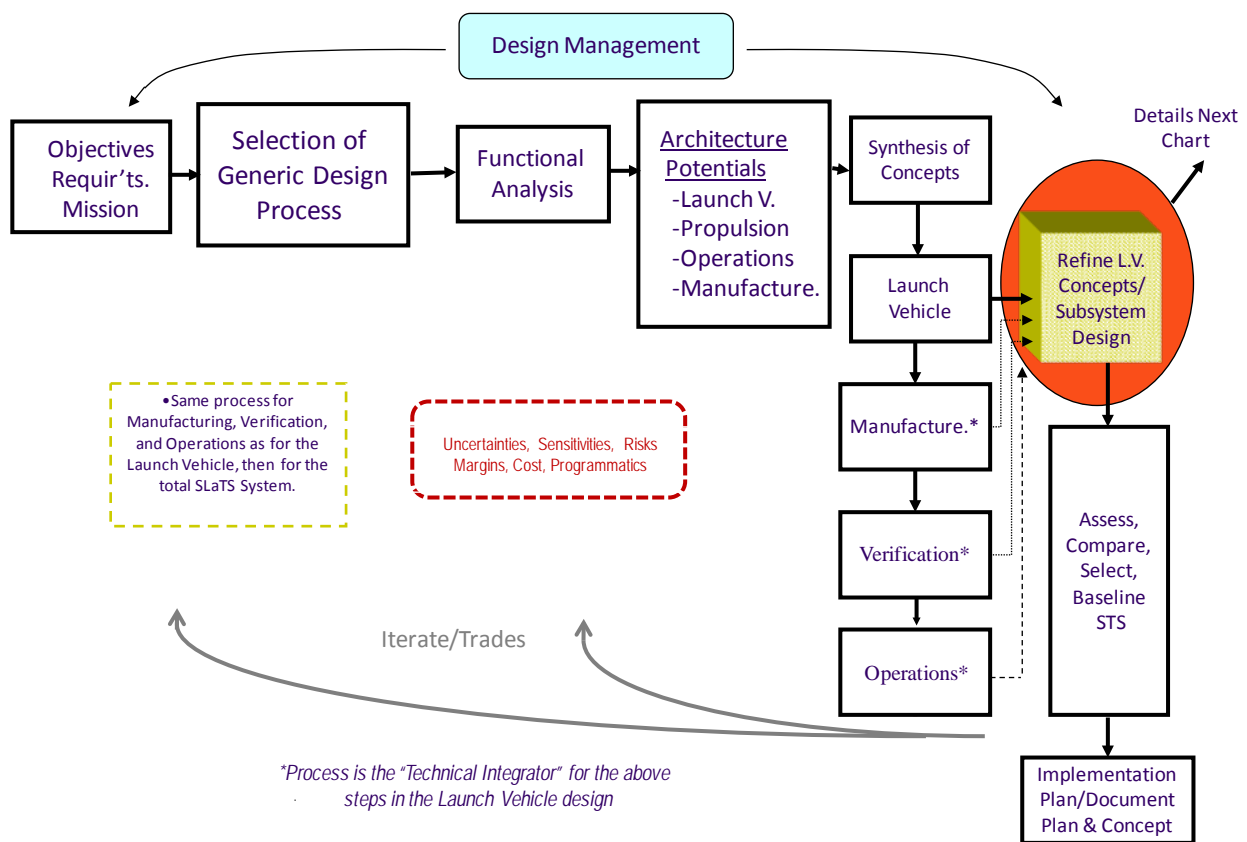 Design Management
Details Next
Chart
Objectives
Requir'ts.
Mission
Selection of
Generic Design
Process
Functional
Analysis
Architecture
Potentials
-Launch V.
-Propulsion
-Operations
-Manufacture.
Synthesis of
Concepts
Launch
Vehicle
Refine L.V.
Concepts/
Subsystem
Design
•Same process for
Manufacturing, Verification,
and Operations as for the
Launch Vehicle, then for the
total SLaTS System.
Uncertainties, Sensitivities, Risks
Margins, Cost, Programmatics
Manufacture.*
Verification*
Operations*
Assess,
Compare,
Select,
Baseline
STS
Iterate/Trades
*Process is the "Technical Integrator" for the above
steps in the Launch Vehicle design
Implementation
Plan/Document
Plan & Concept